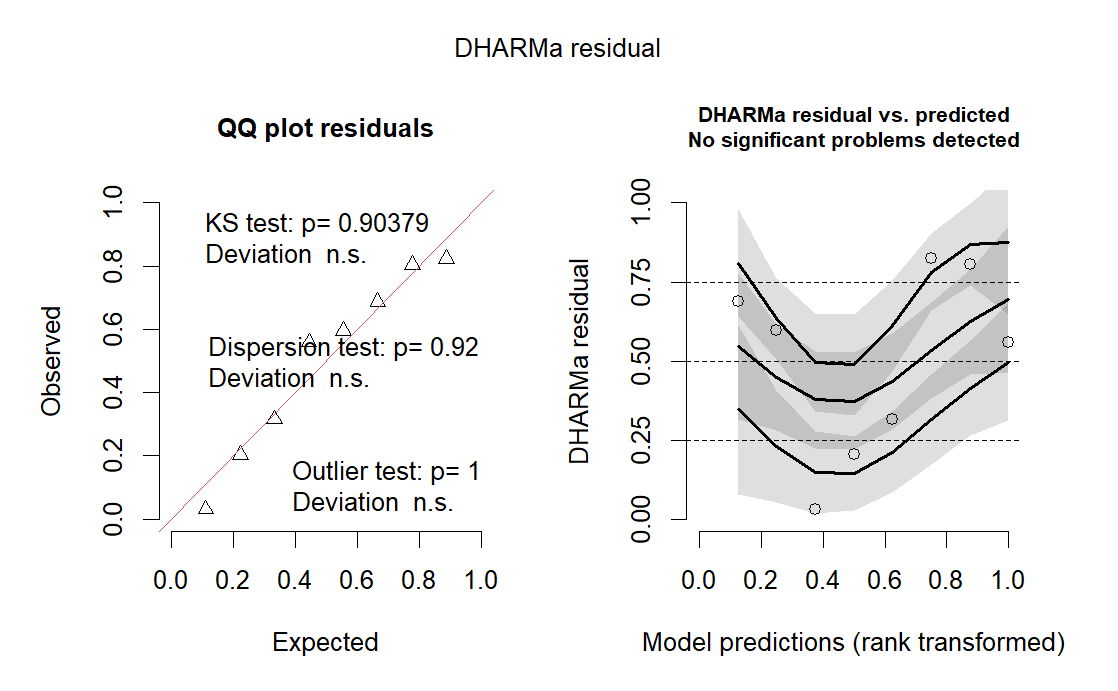 DHARMa residual
QQ plot residuals
KS test: p= 0.90379
Deviation n.s.
Dispersion test: p= 0.92
Deviation n.s.
Outlier test: p= 1
Deviation n.s.
Observed
0.0 0.2 0.4 0.6 0.8 1.0
0.0 0.2 0.4 0.6 0.8 1.0
Expected
DHARMa residual vs. predicted
No significant problems detected
DHARMa residual
0.00 0.25 0.50 0.75 1.00
0.0 0.2 0.4 0.6 0.8 1.0
Model predictions (rank transformed)